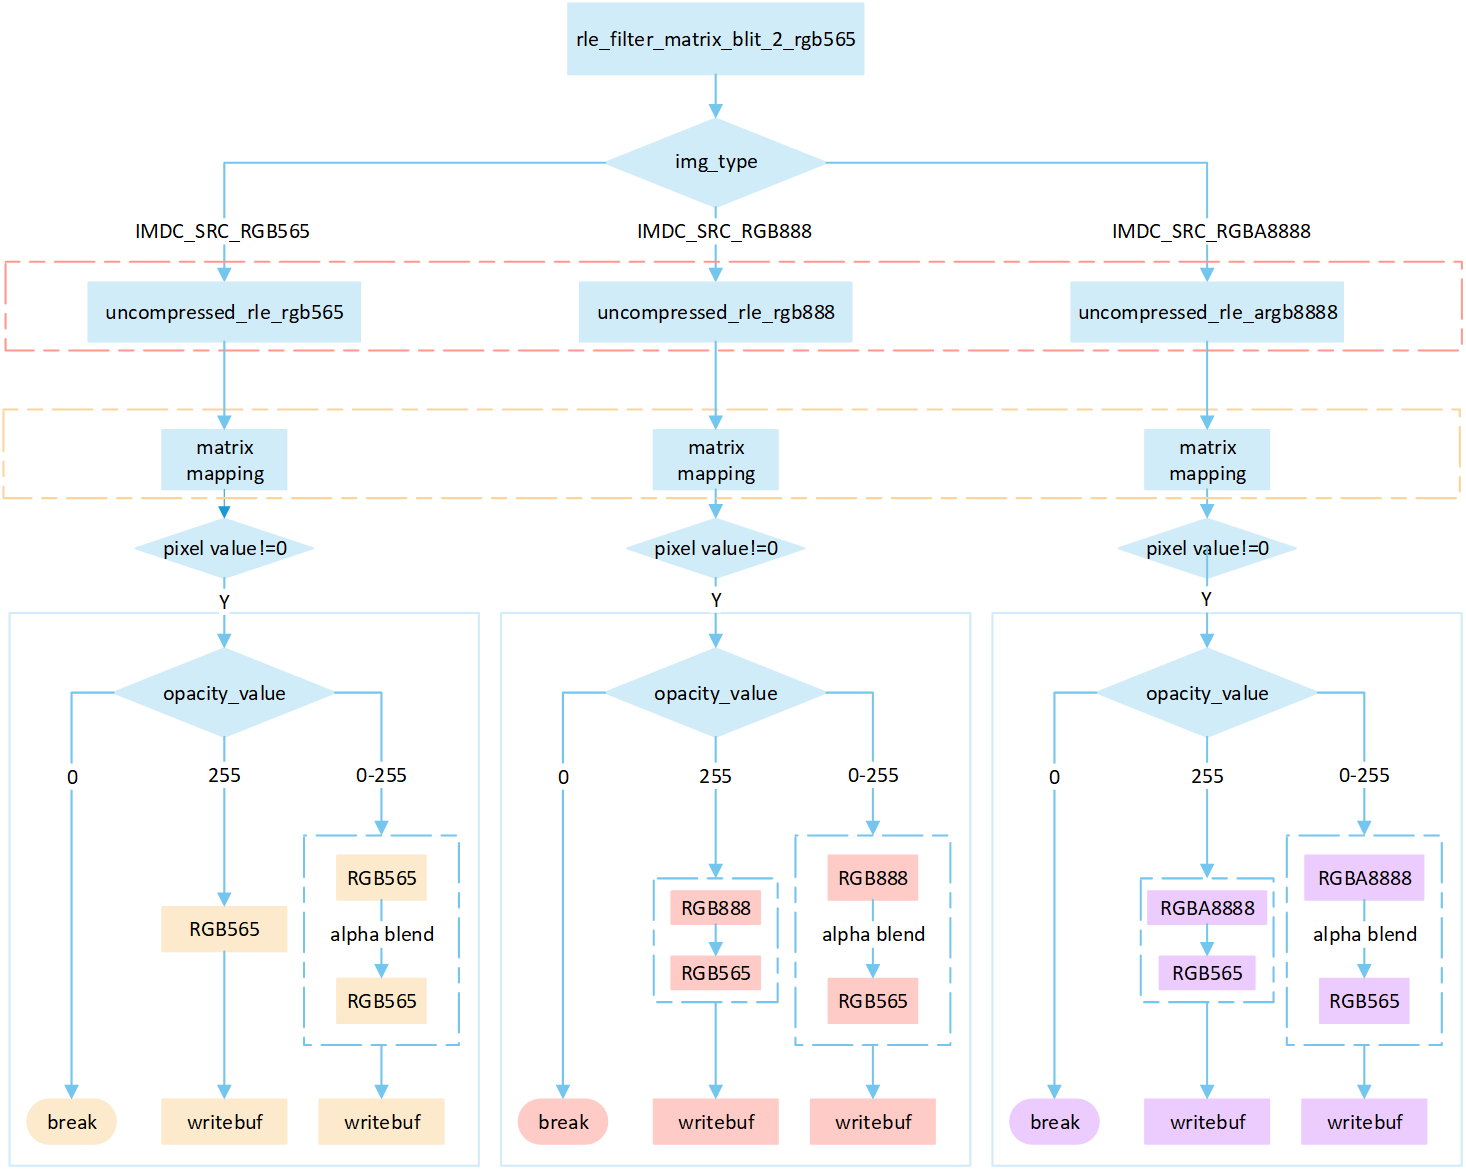 rle_filter_matrix_blit_2_rgb565
img_type
IMDC_SRC_RGB565
IMDC_SRC_RGB888
IMDC_SRC_RGBA8888
uncompressed_rle_rgb565
uncompressed_rle_rgb888
uncompressed_rle_argb8888
matrix
mapping
matrix
mapping
matrix
mapping
pixel value!=0
pixel value!=0
pixel value!=0
Y
Y
Y
opacity_value
opacity_value
opacity_value
0
255
0-255
0
255
0-255
0
255
0-255
RGB565
RGB565
alpha blend
RGB565
RGB888
RGB565
RGB888
alpha blend
RGB565
RGBA8888
RGB565
RGBA8888
alpha blend
RGB565
break
writebuf
writebuf
break
writebuf
writebuf
break
writebuf
writebuf